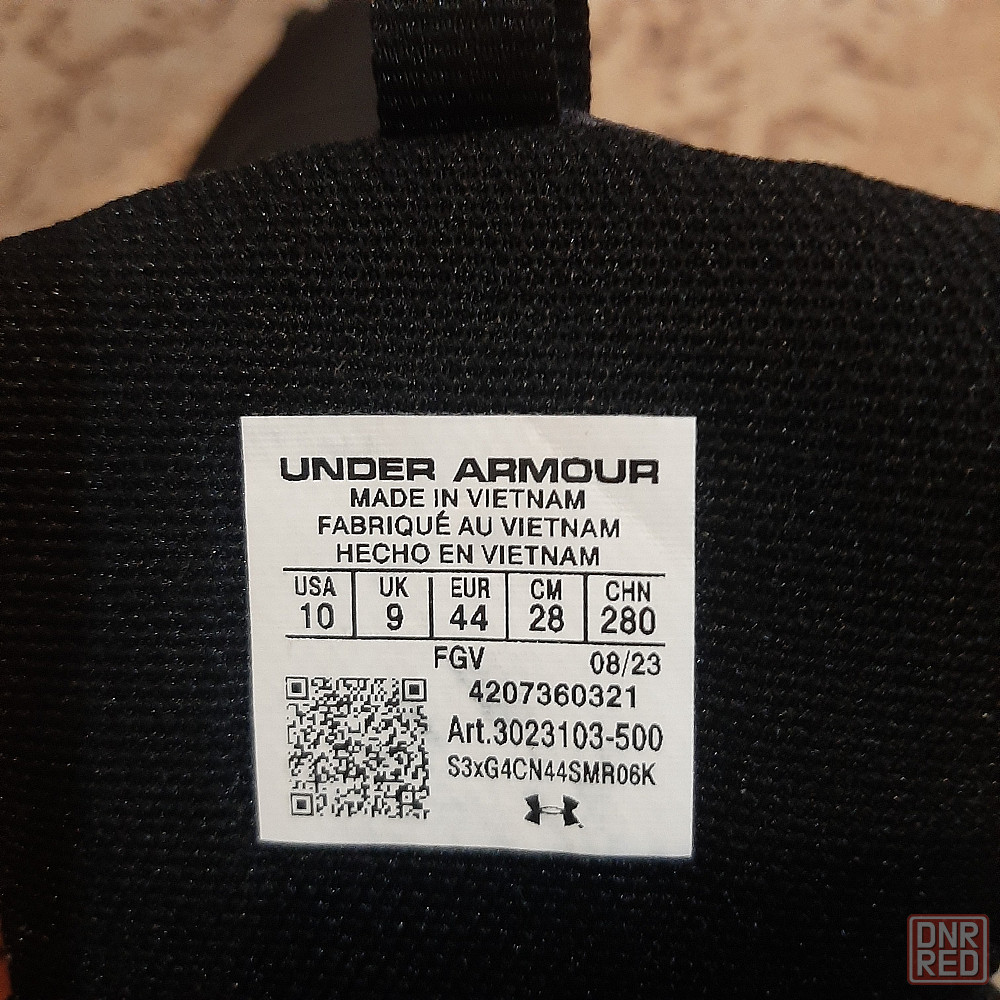 UNDER ARMOUR
MADE IN VIETNAM
FABRIQUÉ AU VIETNAM
HECHO EN VIETNAM
USA UK EUR CM CHN
10 9 44 28 280
FGV 08/23
4207360321
Art.3023103-500
S3xG4CN44SMR06K
DNR
RED